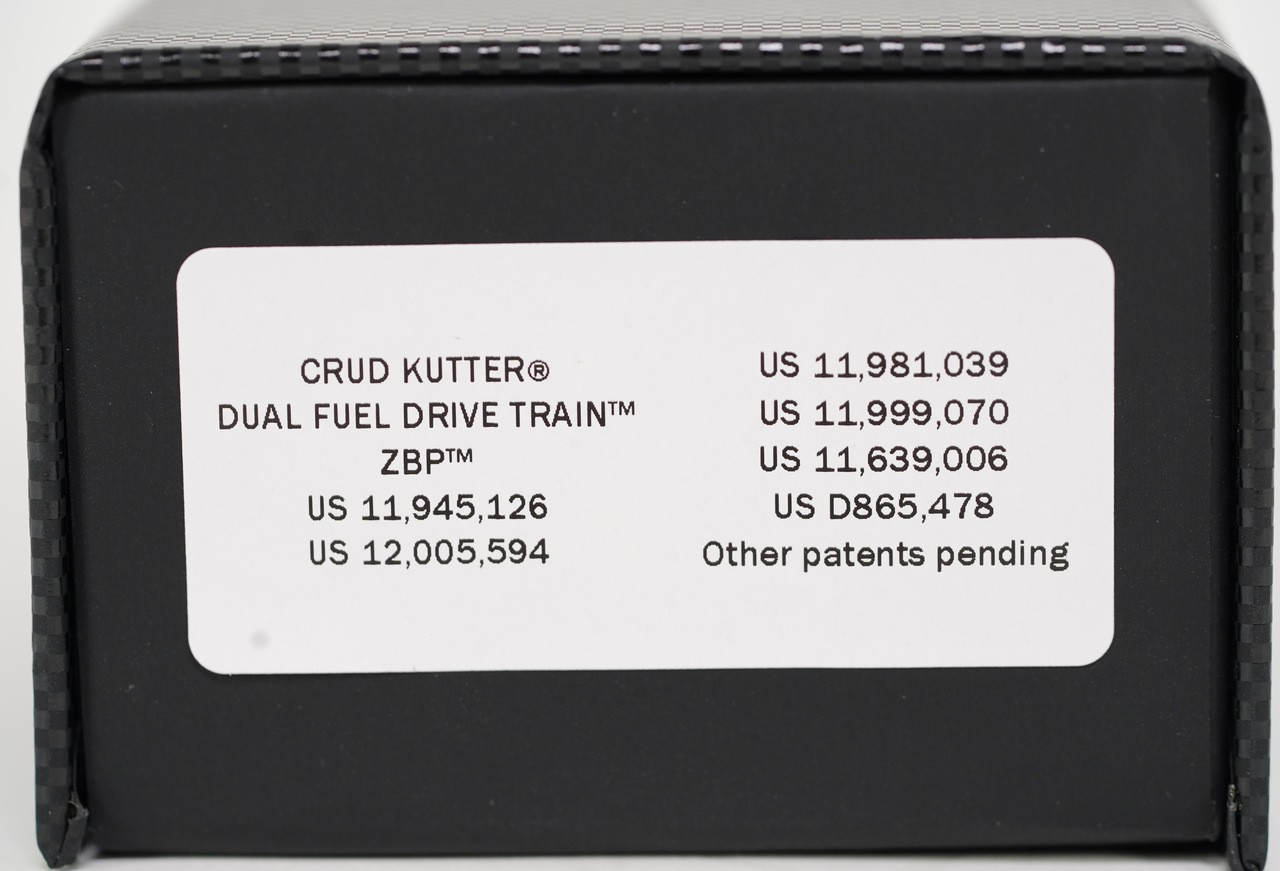 CRUD KUTTER®
DUAL FUEL DRIVE TRAIN™
ZBP™
US 11,945,126
US 12,005,594
US 11,981,039
US 11,999,070
US 11,639,006
US D865,478
Other patents pending